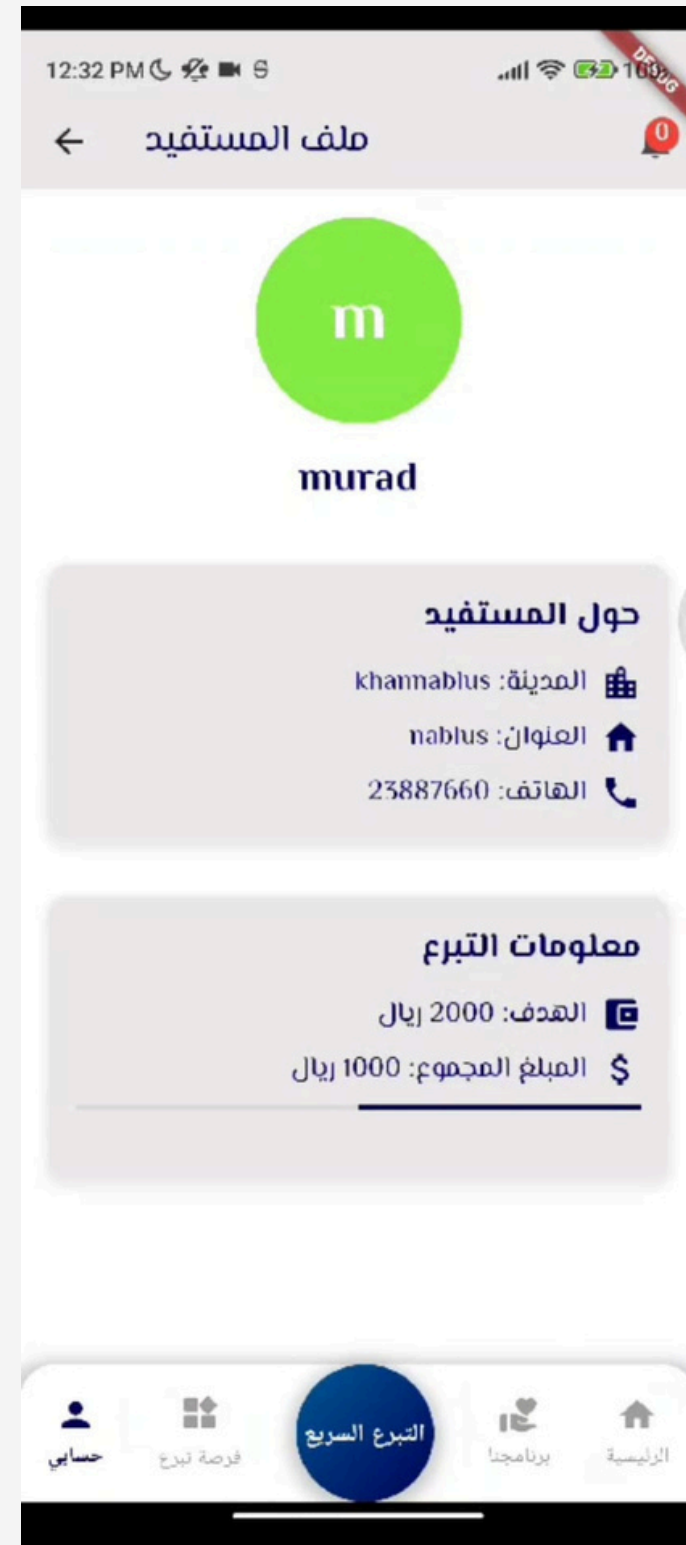 12:32 PM
DEBUG
ملف المستفيد
0
m
murad
حول المستفيد
المدينة: khannablus
العنوان: nablus
الهاتف: 23887660
معلومات التبرع
الهدف: 2000 ريال
المبلغ المجموع: 1000 ريال
$
الرئيسية
برنامجنا
التبرع السريع
فرصة تبرع
حسابي